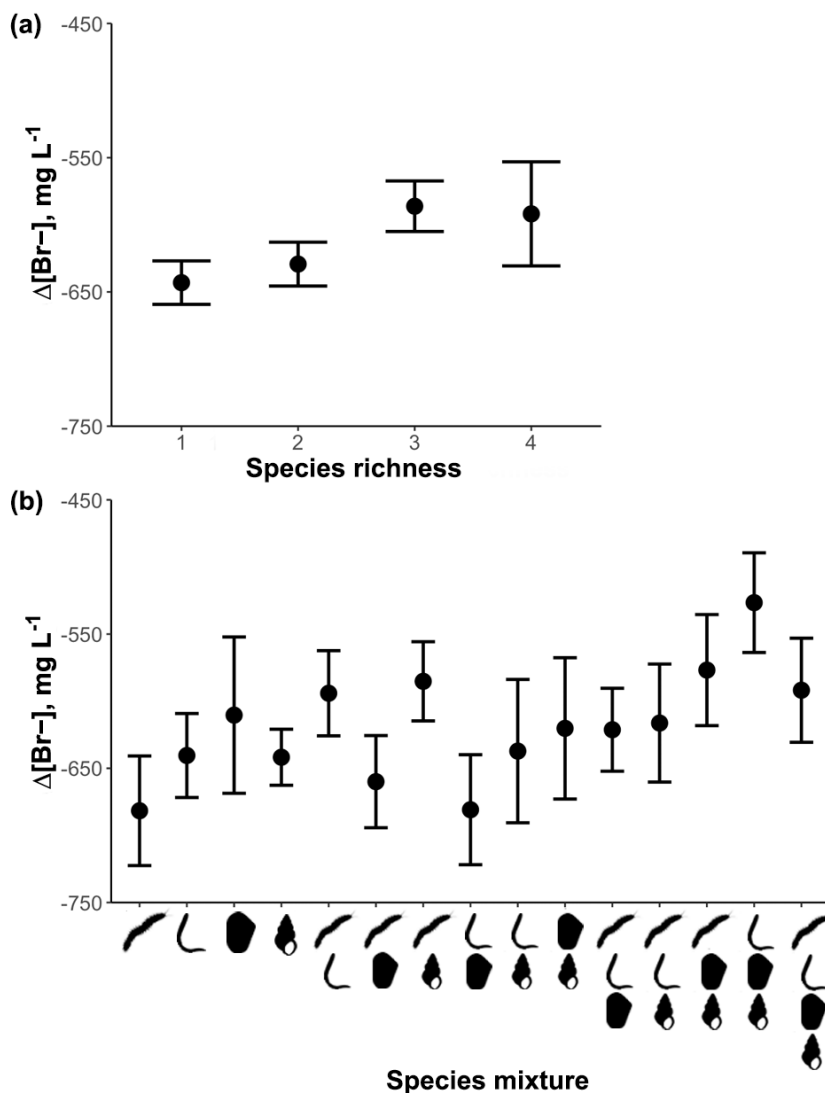 (a)
-450
-550
-650
-750
Δ[Br−], mg L-1
1 2 3 4
Species richness
(b)
-450
-550
-650
-750
Δ[Br−], mg L-1
Species mixture